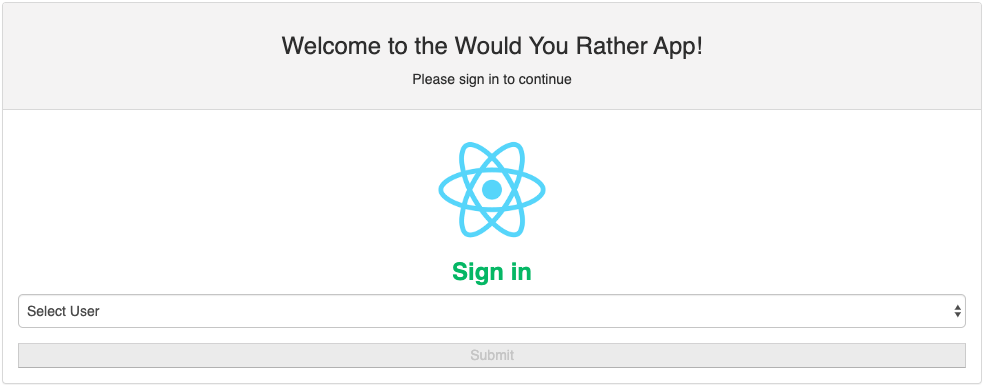 Welcome to the Would You Rather App!
Please sign in to continue
Sign in
Select User
Submit